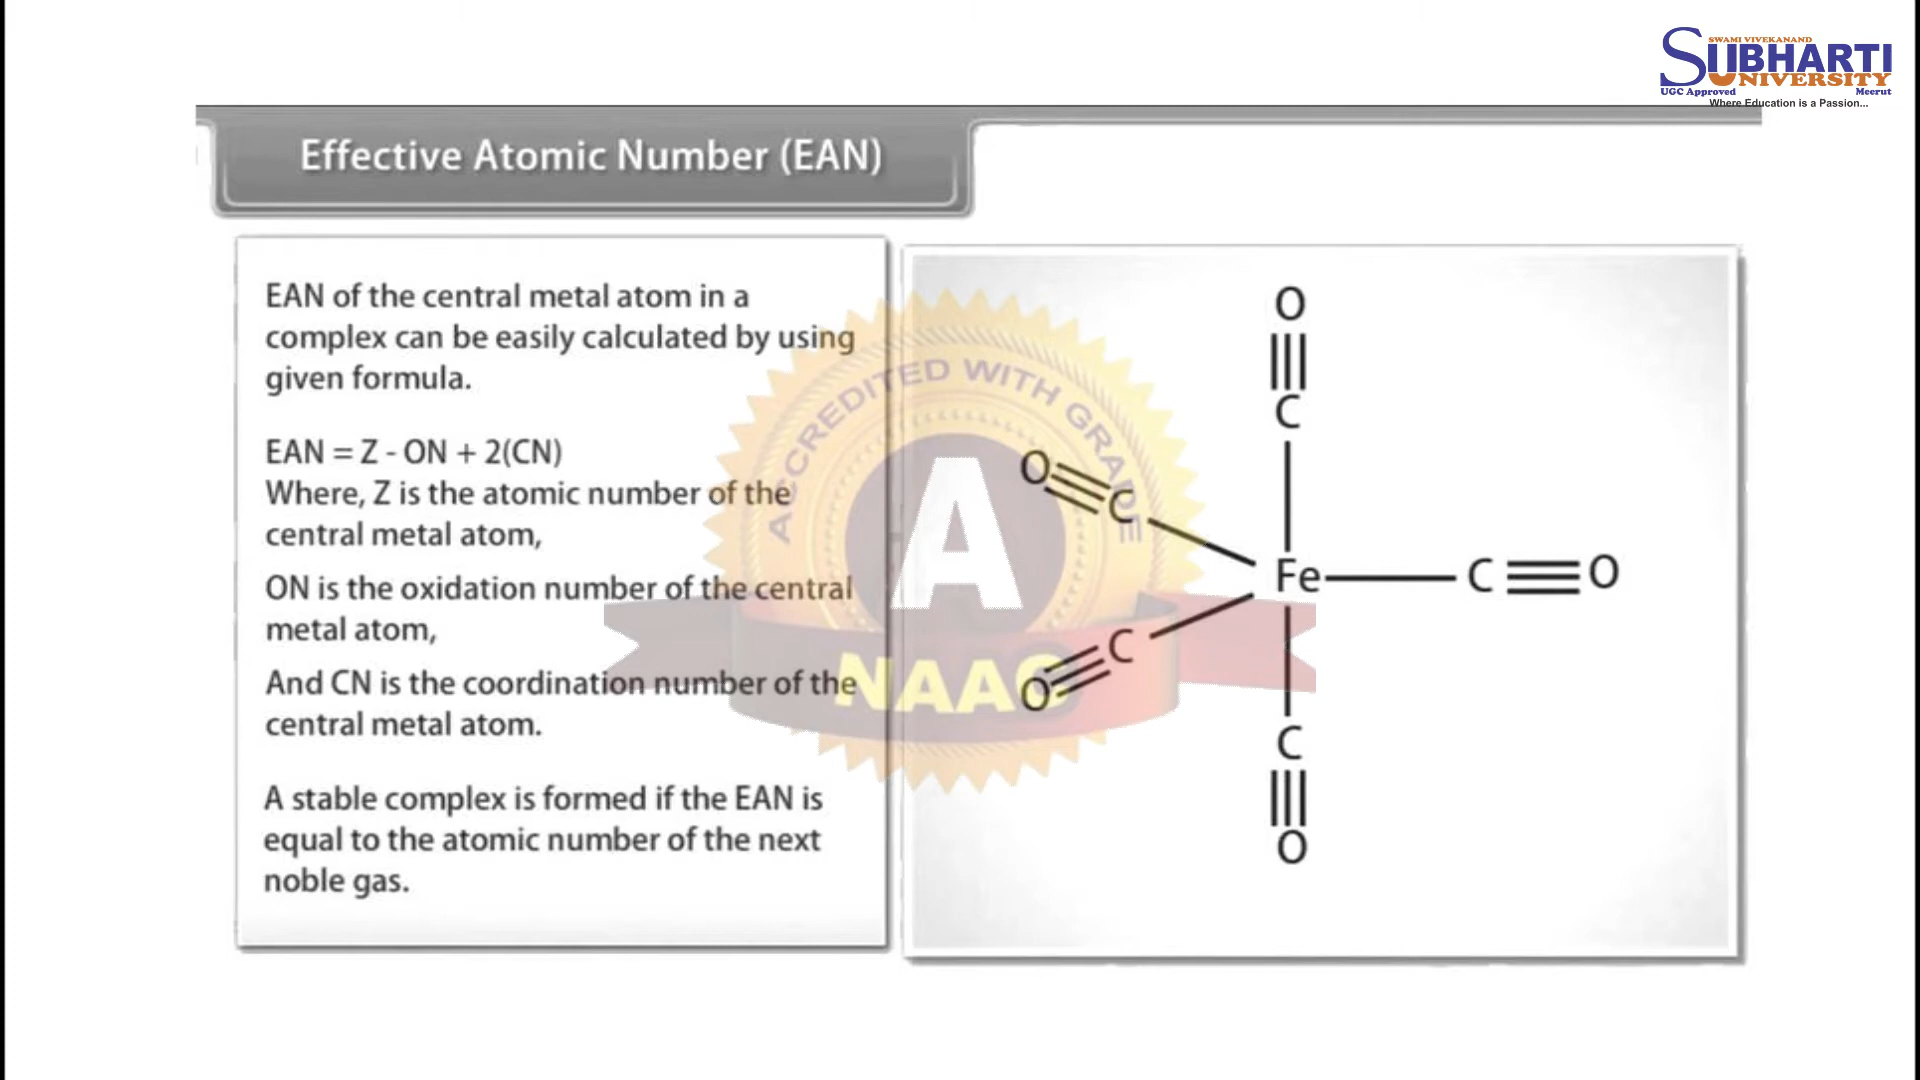 SWAMI VIVEKANAND
SUBHARTI
UNIVERSITY
UGC Approved Meerut
Where Education is a Passion...
Effective Atomic Number (EAN)
EAN of the central metal atom in a
complex can be easily calculated by using
given formula.
EAN = Z - ON + 2(CN)
Where, Z is the atomic number of the
central metal atom,
ON is the oxidation number of the central
metal atom,
And CN is the coordination number of the
central metal atom.
A stable complex is formed if the EAN is
equal to the atomic number of the next
noble gas.
ACCREDITED WITH GRADE
A
NAAC
O
C
O C
Fe C O
C
O
C
O